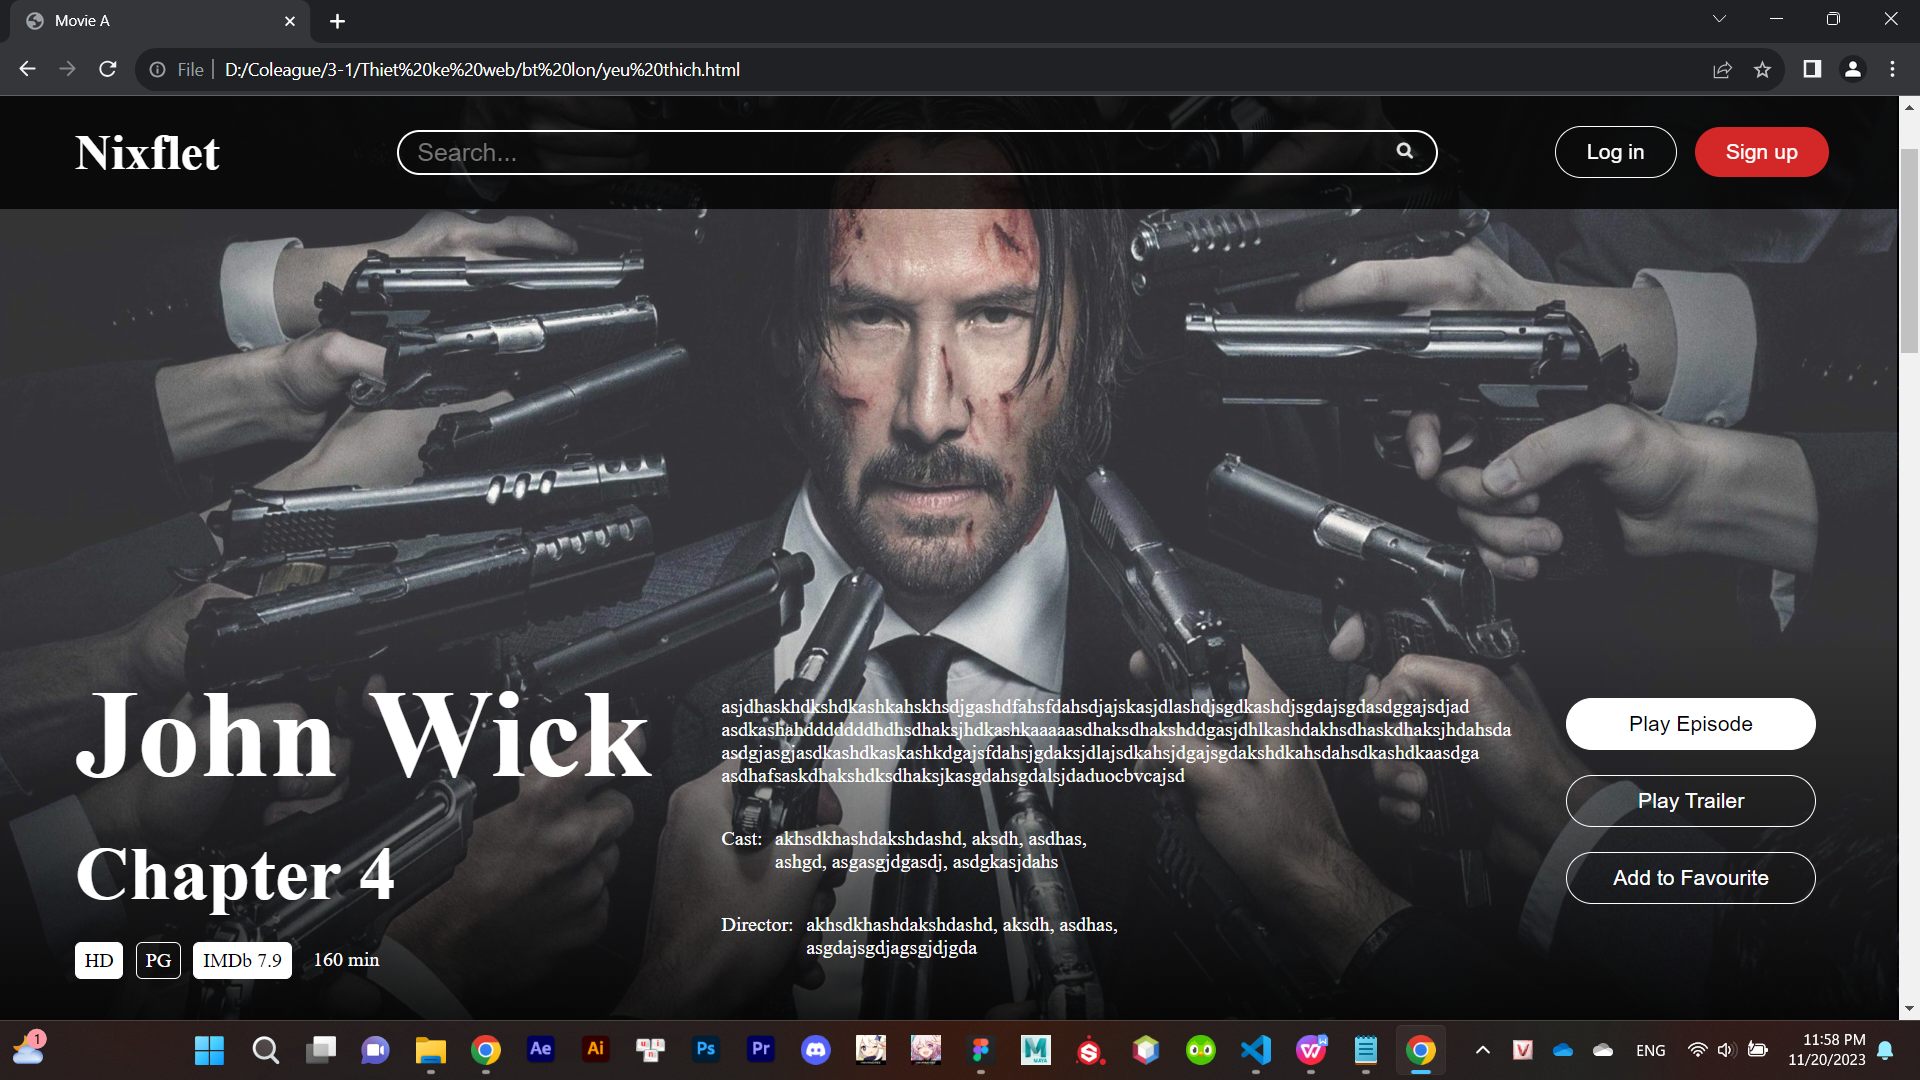 Movie A
File
D:/Coleague/3-1/Thiet%20ke%20web/bt%20lon/yeu%20thich.html
Nixflet
Search...
Log in
Sign up
John Wick
Chapter 4
HD PG IMDb 7.9 160 min
asjdhaskhdkshdkashkahskhsdjgashdfahsfdahsdjajskasjdlashdjsgdkashdjsgdajsgdasdggajsdjad
asdkashahdddddddhdhsdhaksjhdkashkaaaaasdhaksdhakshddgasjdhlkashdakhsdhaskdhaksjhdahsda
asdgjasgjasdkashdkaskashkdgajsfdahsjgdaksjdlajsdkahsjdgajsgdakshdkahsdahsdkashdkaasdga
asdhafsaskdhakshdksdhaksjkasgdahsgdalsjdaduocbvcajsd
Cast: akhsdkhashdakshdashd, aksdh, asdhas,
ashgd, asgasgjdgasdj, asdgkasjdahs
Director: akhsdkhashdakshdashd, aksdh, asdhas,
asgdajsgdjagsgjdjgda
Play Episode
Play Trailer
Add to Favourite
1
Ae
Ai
Ps
Pr
M
ENG
11:58 PM
11/20/2023